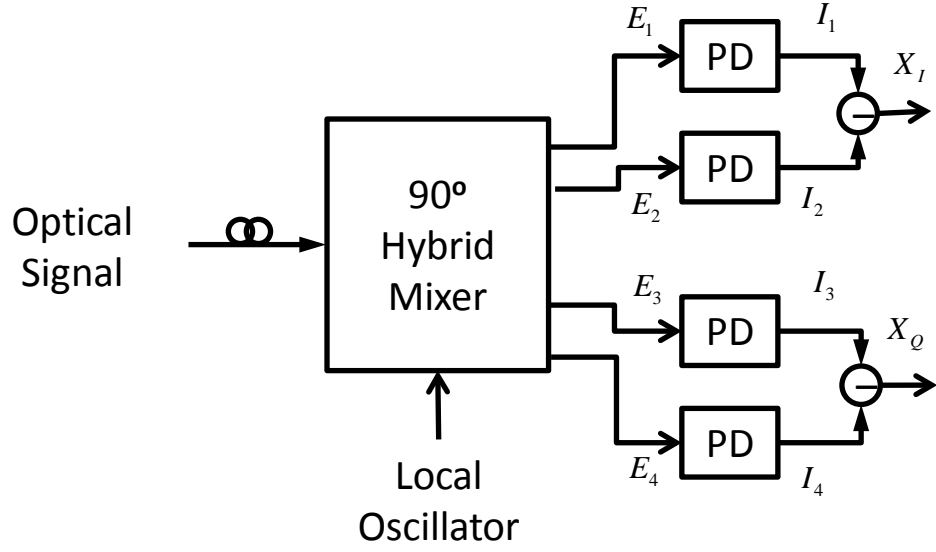 E1
PD
I1
XI
E2
PD
I2
90º
Hybrid
Mixer
Optical
Signal
E3
PD
I3
XQ
E4
PD
I4
Local
Oscillator